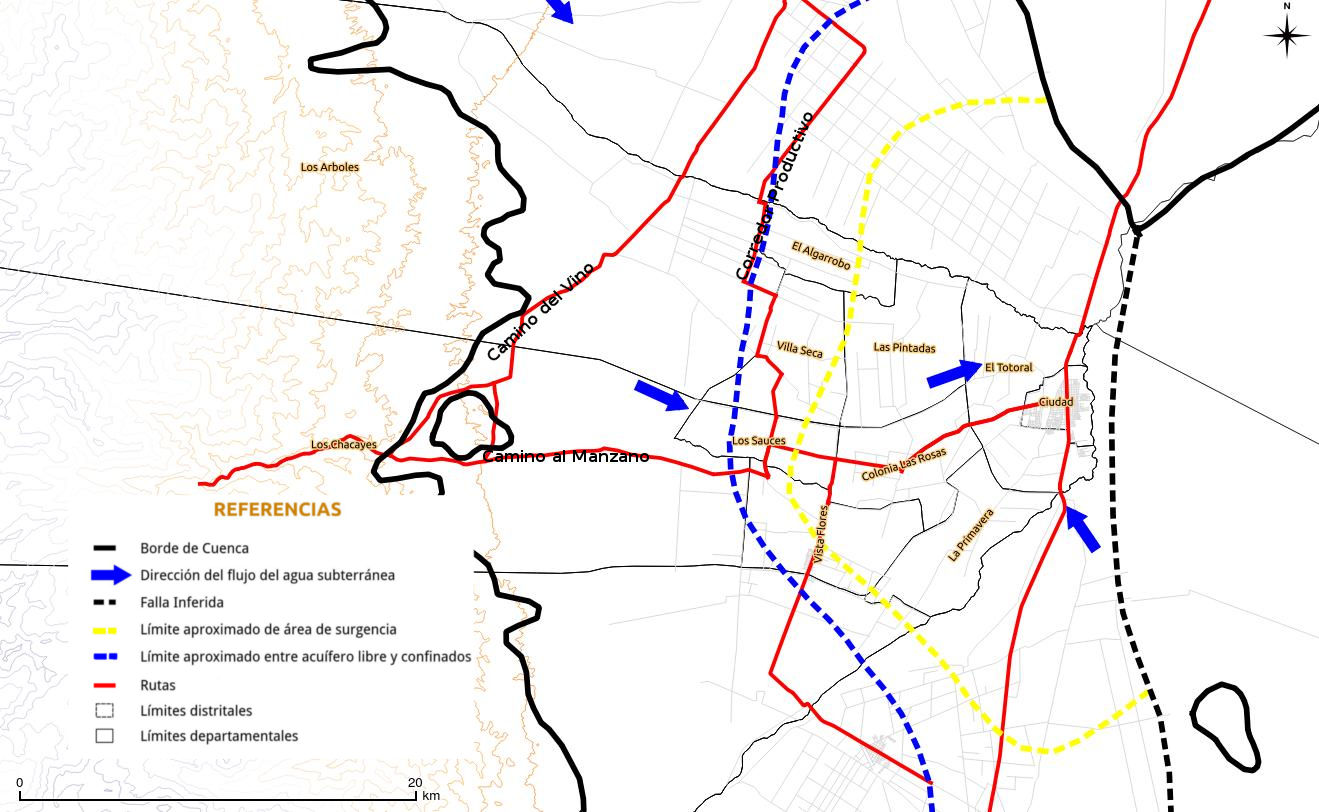 N
Los Arboles
Corredor Productivo
El Algarrobo
Camino del Vino
Villa Seca
Las Pintadas
El Totoral
Ciudad
Los Chacayes
Los Sauces
Camino al Manzano
Colonia Las Rosas
Vista Flores
La Primavera
REFERENCIAS
Borde de Cuenca
Dirección del flujo del agua subterránea
Falla Inferida
Límite aproximado de área de surgencia
Límite aproximado entre acuífero libre y confinados
Rutas
Límites distritales
Límites departamentales
0 20
km